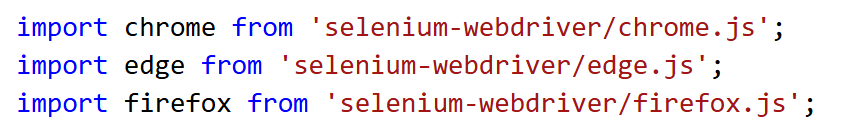 import chrome from 'selenium-webdriver/chrome.js';
import edge from 'selenium-webdriver/edge.js';
import firefox from 'selenium-webdriver/firefox.js';